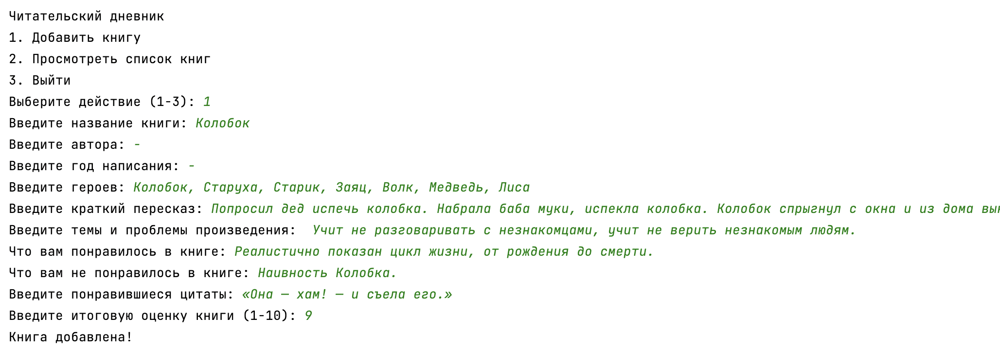 Читательский дневник
1. Добавить книгу
2. Просмотреть список книг
3. Выйти
Выберите действие (1-3): 1
Введите название книги: Колобок
Введите автора: -
Введите год написания: -
Введите героев: Колобок, Старуха, Старик, Заяц, Волк, Медведь, Лиса
Введите краткий пересказ: Попросил дед испечь колобка. Набрала баба муки, испекла колобка. Колобок спрыгнул с окна и из дома
Введите темы и проблемы произведения:  Учит не разговаривать с незнакомцами, учит не верить незнакомым людям.
Что вам понравилось в книге: Реалистично показан цикл жизни, от рождения до смерти.
Что вам не понравилось в книге: Наивность Колобка.
Введите понравившиеся цитаты: «Она — хам! — и съела его.»
Введите итоговую оценку книги (1-10): 9
Книга добавлена!